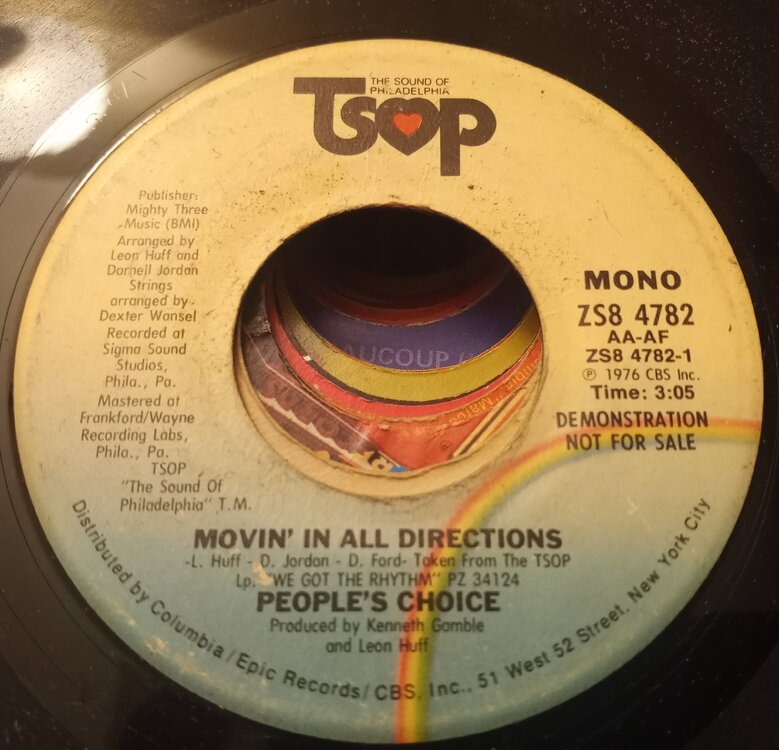 THE SOUND OF
PHILADELPHIA
TSOP
Publisher:
Mighty Three
Music (BMI)
Arranged by
Leon Huff and
Darnell Jordan
Strings
arranged by
Dexter Wansel
Recorded at
Sigma Sound
Studios,
Phila., Pa.
Mastered at
Frankford/Wayne
Recording Labs,
Phila., Pa.
TSOP
"The Sound Of
Philadelphia" T.M.
AUCOUP
MONO
ZS8 4782
AA-AF
ZS8 4782-1
℗ 1976 CBS Inc.
Time: 3:05
DEMONSTRATION
NOT FOR SALE
MOVIN' IN ALL DIRECTIONS
-L. Huff - D. Jordan - D. Ford- Taken From The TSOP
Lp. "WE GOT THE RHYTHM" PZ 34124
PEOPLE'S CHOICE
Produced by Kenneth Gamble
and Leon Huff
Distributed by Columbia/Epic Records/CBS, Inc., 51 West 52 Street, New York City